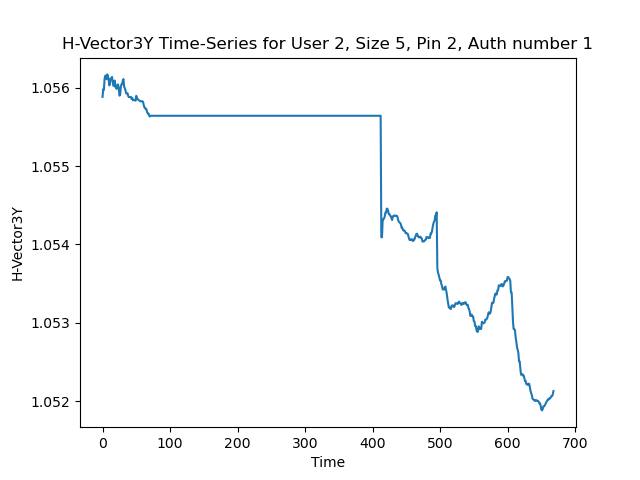 H-Vector3Y Time-Series for User 2, Size 5, Pin 2, Auth number 1
1.056
1.055
1.054
1.053
1.052
H-Vector3Y
0 100 200 300 400 500 600 700
Time